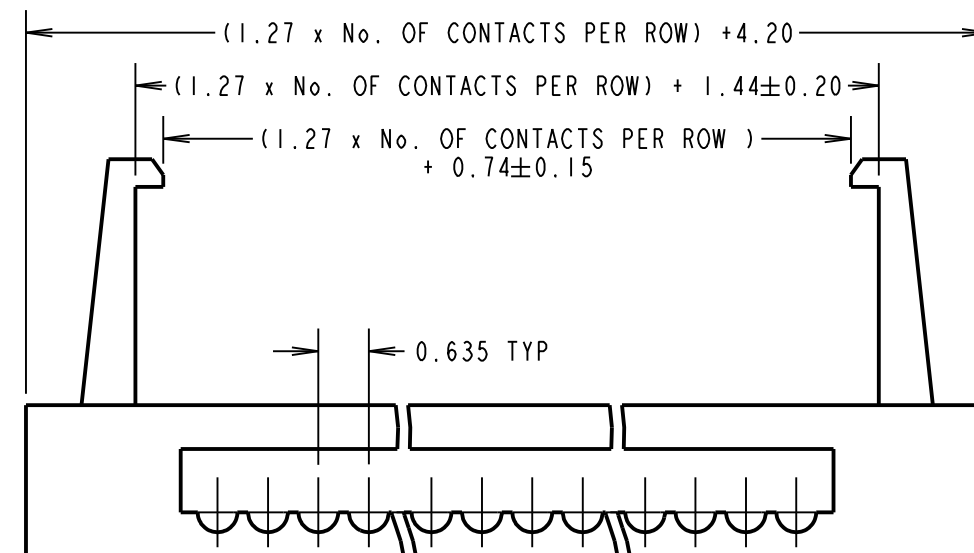 (1.27 x No. OF CONTACTS PER ROW) +4.20
(1.27 x No. OF CONTACTS PER ROW) + 1.44±0.20
(1.27 x No. OF CONTACTS PER ROW )
+ 0.74±0.15
0.635 TYP